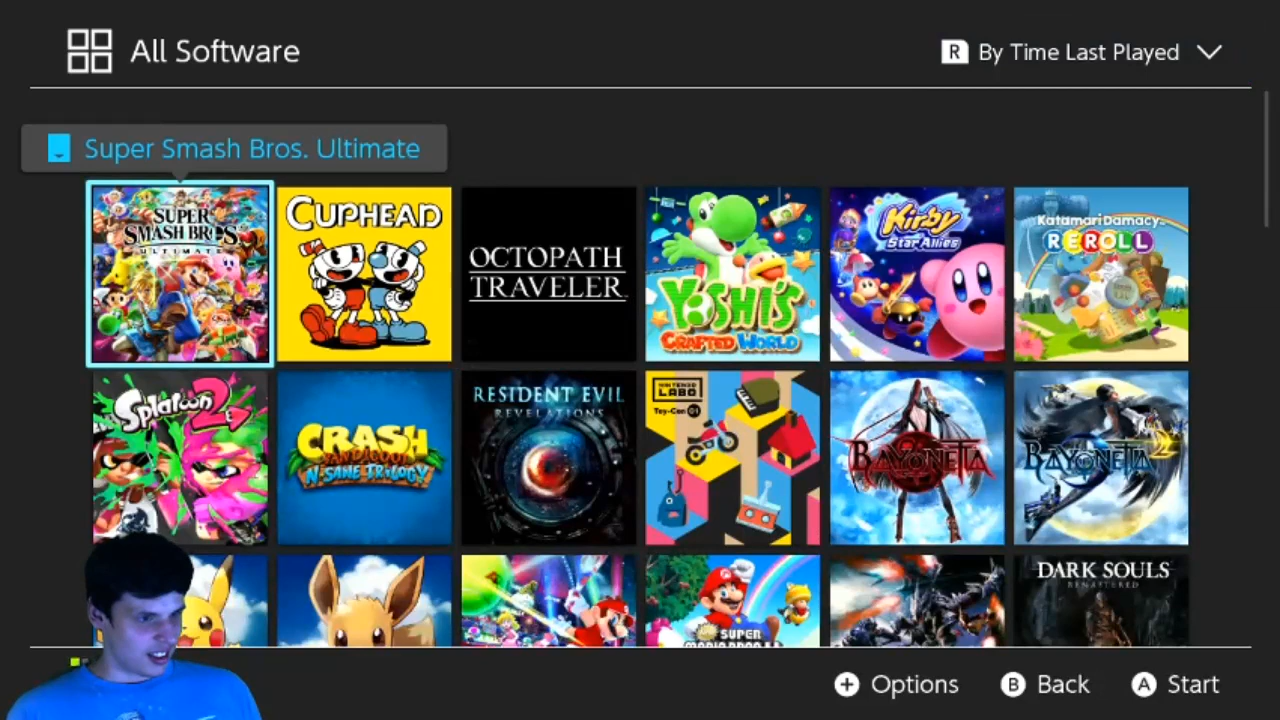 All Software
R By Time Last Played
Super Smash Bros. Ultimate
SUPER
SMASH BROS
ULTIMATE
CUPHEAD
OCTOPATH
TRAVELER
YOSHI'S
CRAFTED WORLD
Kirby
Star Allies
Katamari Damacy
REROLL
Splatoon 2
CRASH
BANDICOOT
N. SANE TRILOGY
RESIDENT EVIL
REVELATIONS
NINTENDO
LABO
Toy-Con 01
BAYONETTA
BAYONETTA 2
SUPER
DARK SOULS
REMASTERED
+ Options
B Back
A Start